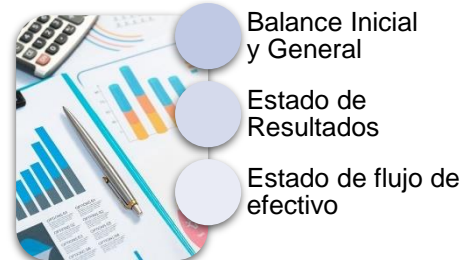 Balance Inicial
y General
Estado de
Resultados
Estado de flujo de
efectivo